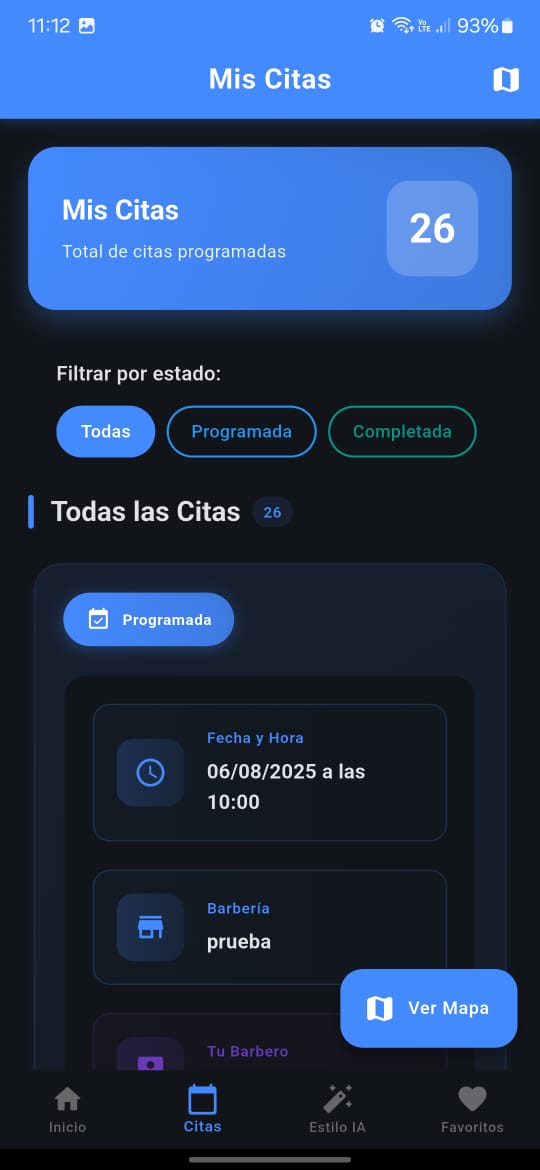 11:12 93%
Vo
LTE
Mis Citas
Mis Citas
Total de citas programadas
26
Filtrar por estado:
Todas Programada Completada
Todas las Citas 26
Programada
Fecha y Hora
06/08/2025 a las
10:00
Barbería
prueba
Ver Mapa
Tu Barbero
Inicio Citas Estilo IA Favoritos